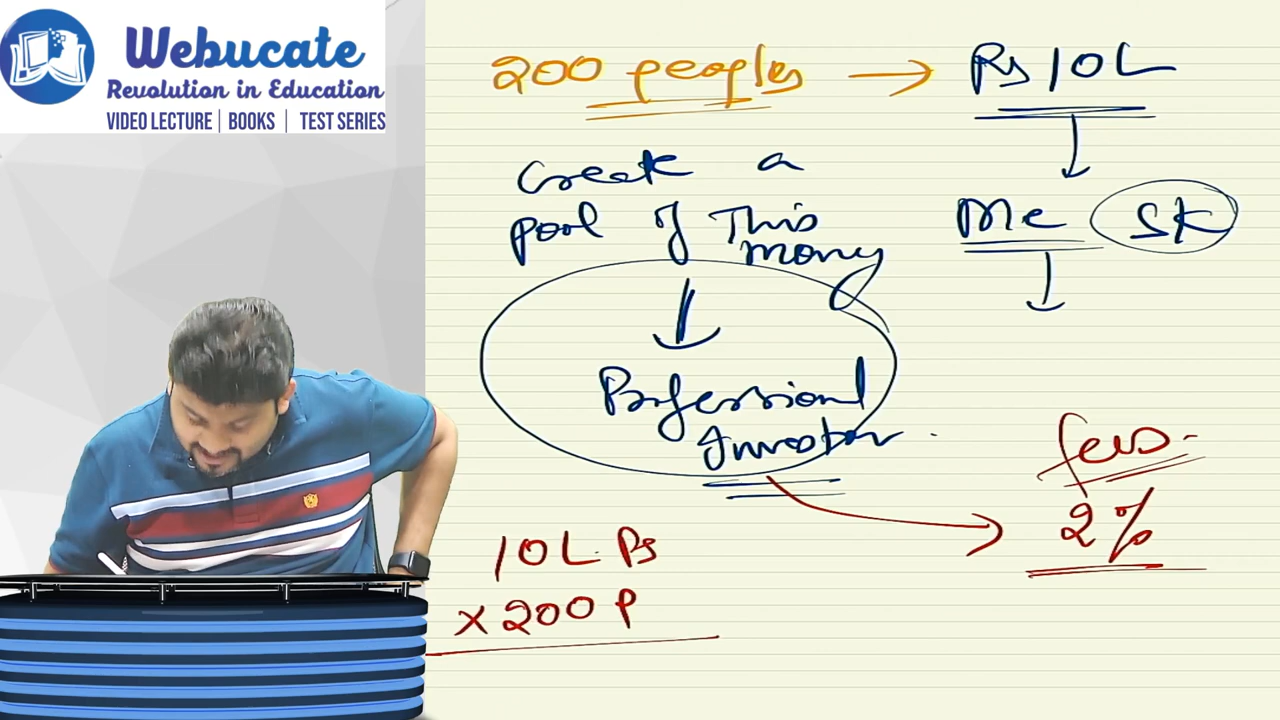 Webucate
Revolution in Education
VIDEO LECTURE | BOOKS | TEST SERIES
200 peoples → Rs 10L
Create a
pool of This
money
Me SK
Professional
Investor.
fees.
2%
10L. Rs
× 200 P